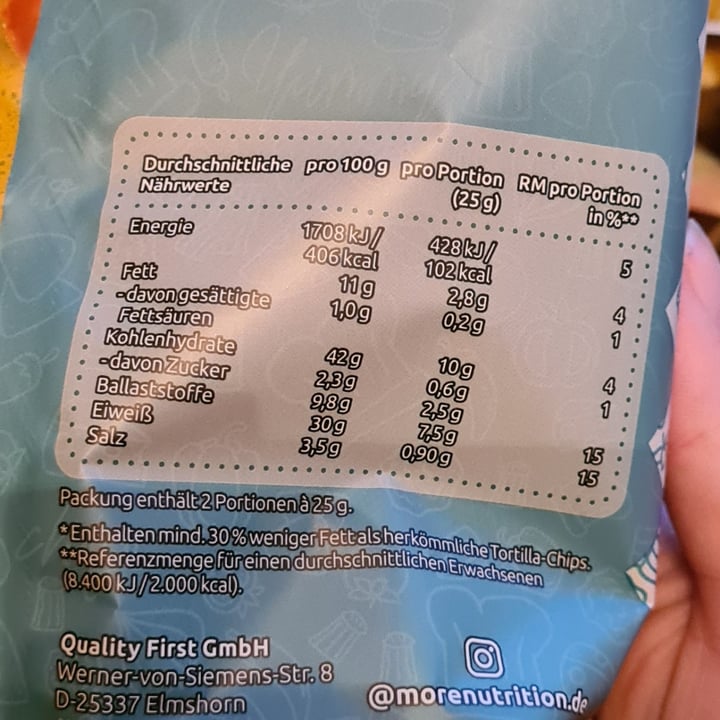 Durchschnittliche pro 100 g pro Portion RM pro Portion
Nährwerte (25 g) in %**
Energie 1708 kJ/ 428 kJ/
406 kcal 102 kcal 5
Fett 11 g 2,8 g 4
-davon gesättigte
Fettsäuren 1,0 g 0,2 g 1
Kohlenhydrate 42 g 10 g 4
-davon Zucker 2,3 g 0,6 g 1
Ballaststoffe 9,8 g 2,5 g
Eiweiß 30 g 7,5 g 15
Salz 3,5 g 0,90 g 15
Packung enthält 2 Portionen à 25 g.
*Enthalten mind. 30 % weniger Fett als herkömmliche Tortilla-Chips.
**Referenzmenge für einen durchschnittlichen Erwachsenen
(8.400 kJ / 2.000 kcal).
Quality First GmbH
Werner-von-Siemens-Str. 8
D-25337 Elmshorn
@morenutrition.de